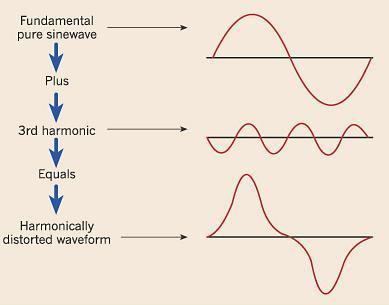 Fundamental
pure sinewave
Plus
3rd harmonic
Equals
Harmonically
distorted waveform